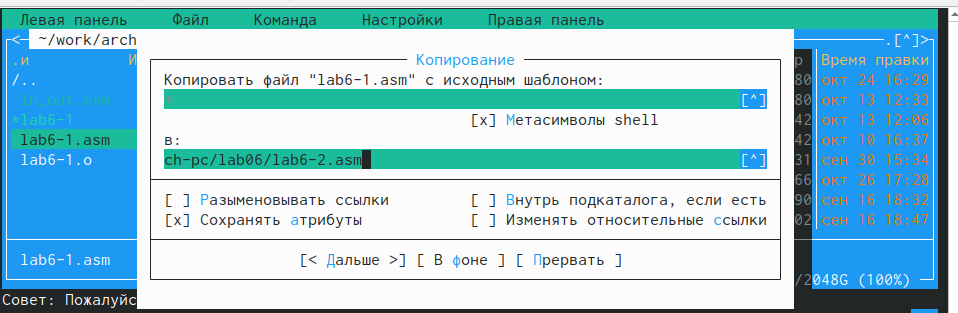 Левая панель Файл Команда Настройки Правая панель
<- ~/work/arch .[^]>
Копирование
.и И р Время правки
Копировать файл "lab6-1.asm" с исходным шаблоном:
/.. 80 окт 24 16:29
in_out.asm * [^] 80 окт 13 12:33
*lab6-1 [x] Метасимволы shell 42 окт 13 12:06
lab6-1.asm в: 42 окт 10 16:37
lab6-1.o ch-pc/lab06/lab6-2.asm [^] 31 сен 30 15:34
66 окт 26 17:28
[ ] Разыменовывать ссылки [ ] Внутрь подкаталога, если есть 90 сен 16 18:32
[x] Сохранять атрибуты [ ] Изменять относительные ссылки 02 сен 16 18:47
lab6-1.asm [< Дальше >] [ В фоне ] [ Прервать ]
/2048G (100%)
Совет: Пожалуйс